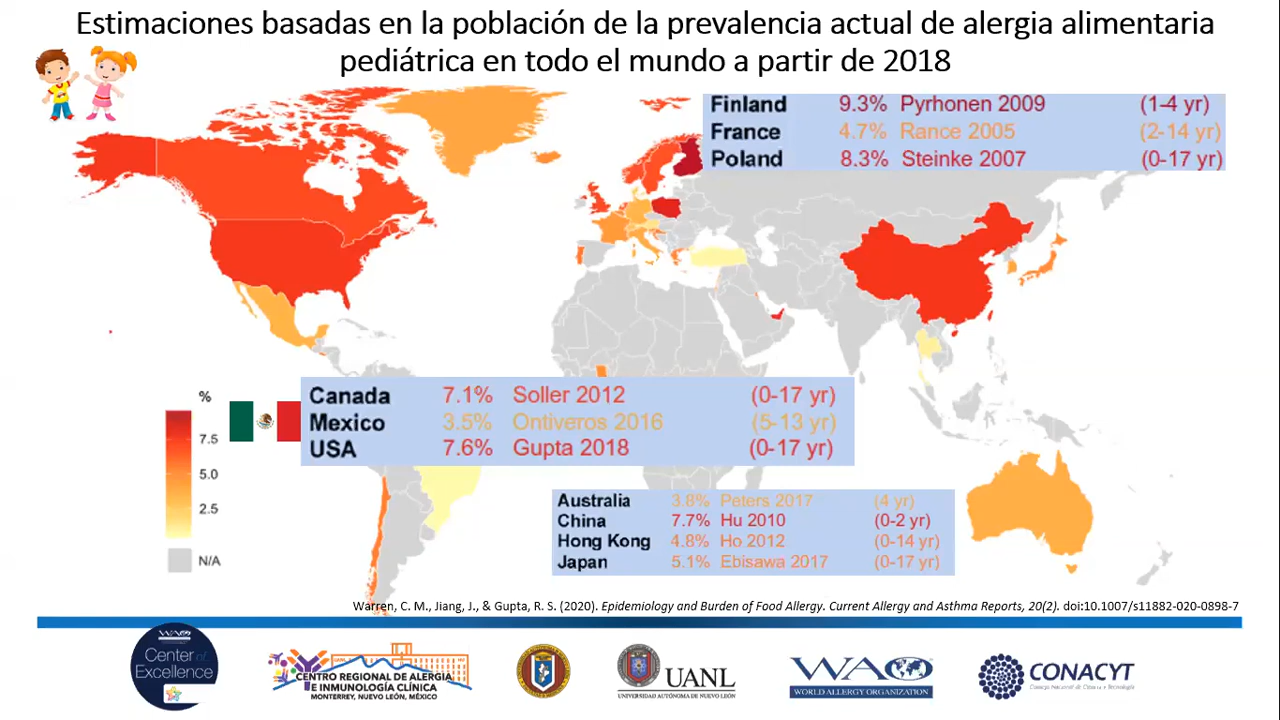 Estimaciones basadas en la población de la prevalencia actual de alergia alimentaria
pediátrica en todo el mundo a partir de 2018
Finland 9.3% Pyrhonen 2009 (1-4 yr)
France 4.7% Rance 2005 (2-14 yr)
Poland 8.3% Steinke 2007 (0-17 yr)
%
7.5
5.0
2.5
N/A
Canada 7.1% Soller 2012 (0-17 yr)
Mexico 3.5% Ontiveros 2016 (5-13 yr)
USA 7.6% Gupta 2018 (0-17 yr)
Australia 3.8% Peters 2017 (4 yr)
China 7.7% Hu 2010 (0-2 yr)
Hong Kong 4.8% Ho 2012 (0-14 yr)
Japan 5.1% Ebisawa 2017 (0-17 yr)
Warren, C. M., Jiang, J., & Gupta, R. S. (2020). Epidemiology and Burden of Food Allergy. Current Allergy and Asthma Reports, 20(2). doi:10.1007/s11882-020-0898-7
WAO
Center of
Excellence
CENTRO REGIONAL DE ALERGIA
E INMUNOLOGÍA CLÍNICA
MONTERREY, NUEVO LEÓN, MÉXICO
UANL
UNIVERSIDAD AUTÓNOMA DE NUEVO LEÓN
WAO
WORLD ALLERGY ORGANIZATION
CONACYT
Consejo Nacional de Ciencia y Tecnología